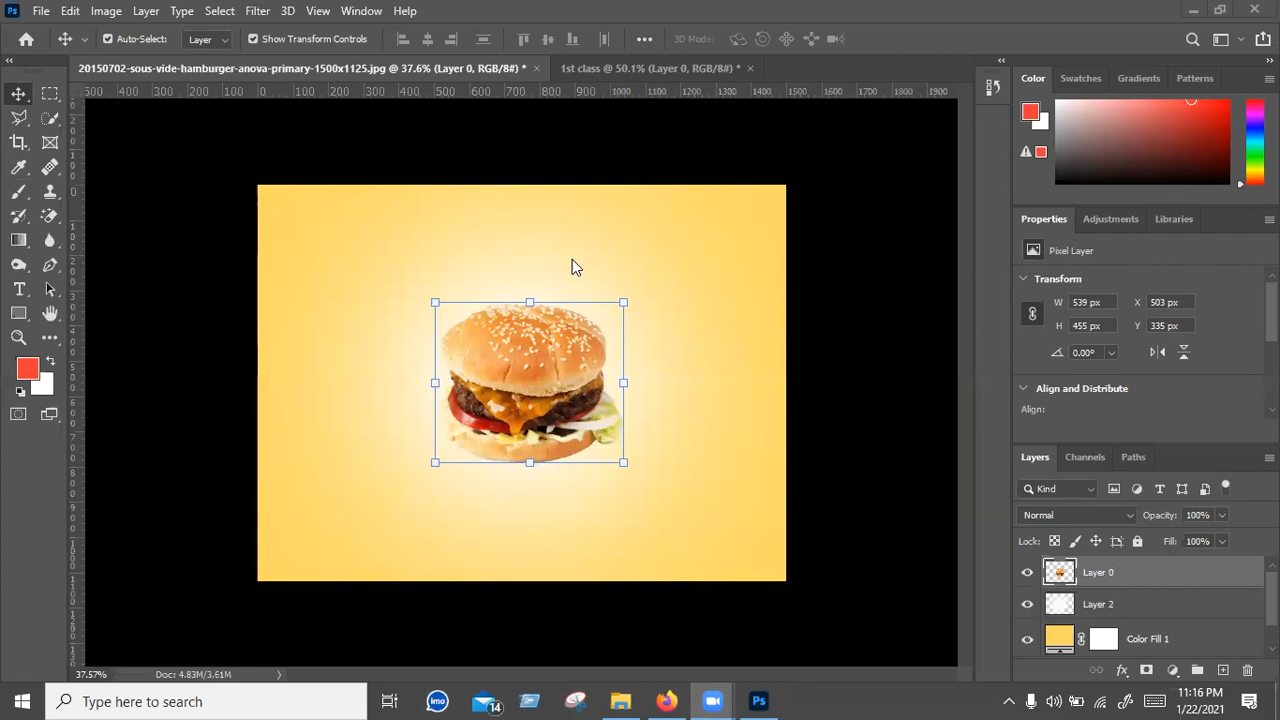 Ps File Edit Image Layer Type Select Filter 3D View Window Help
Auto-Select: Layer Show Transform Controls 3D Mode
20150702-sous-vide-hamburger-anova-primary-1500x1125.jpg @ 37.6% (Layer 0, RGB/8#) * × 1st class @ 50.1% (Layer 0, RGB/8#) * ×
500 400 300 200 100 0 100 200 300 400 500 600 700 800 900 1000 1100 1200 1300 1400 1500 1600 1700 1800 1900
Color Swatches Gradients Patterns
Properties Adjustments Libraries
Pixel Layer
Transform
W 539 px X 503 px
H 455 px Y 335 px
0.00°
Align and Distribute
Align:
Layers Channels Paths
Kind
Normal Opacity: 100%
Lock: Fill: 100%
Layer 0
Layer 2
Color Fill 1
fx
T
37.57% Doc: 4.83M/3.61M
Type here to search
imo
14
Ps
11:16 PM
1/22/2021